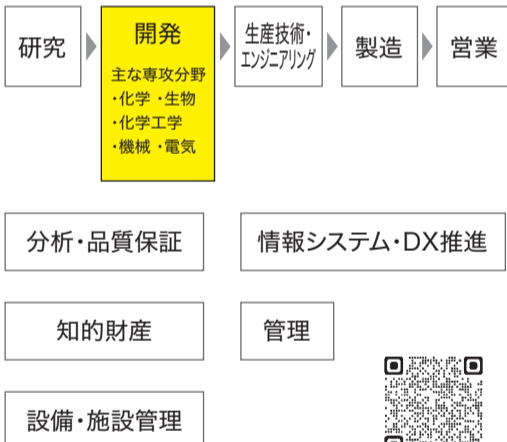 研究
開発
主な専攻分野
・化学 ・生物
・化学工学
・機械 ・電気
生産技術・
エンジニアリング
製造
営業
分析・品質保証
情報システム・DX推進
知的財産
管理
設備・施設管理